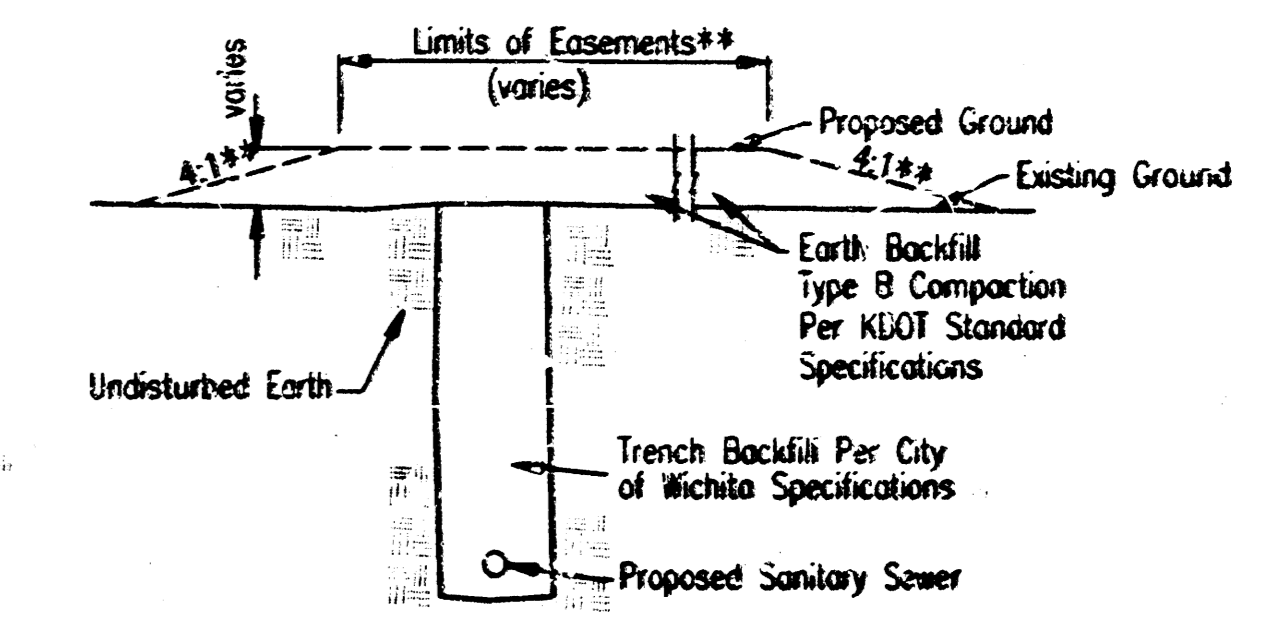 Limits of Easements**
(varies)
varies
Proposed Ground
4:1**
4:1**
Existing Ground
Earth Backfill
Type B Compaction
Per KDOT Standard
Specifications
Undisturbed Earth
Trench Backfill Per City
of Wichita Specifications
Proposed Sanitary Sewer